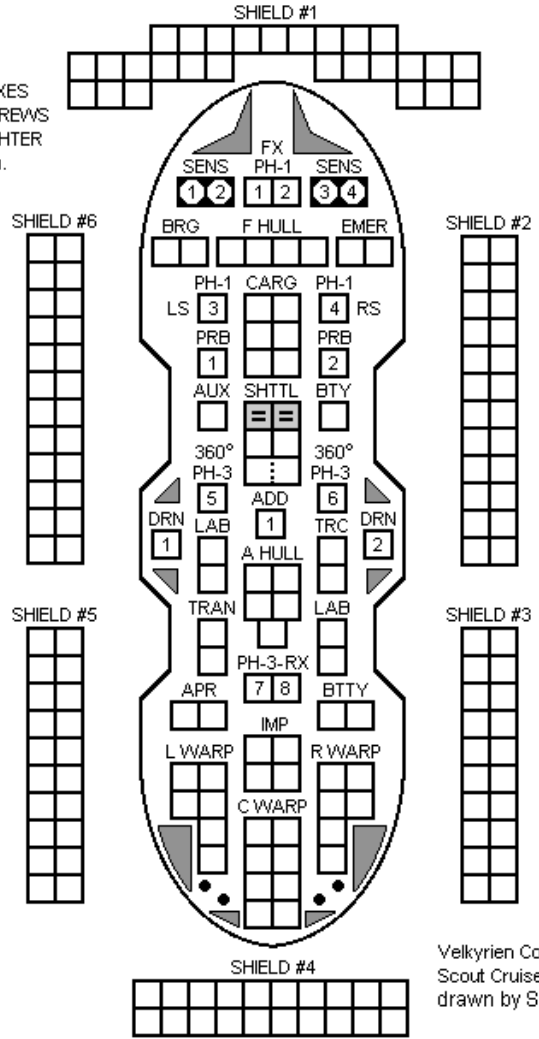 SHIELD #1
XES
REWS
HTER
FX
SENS PH-1 SENS
1 2 1 2 3 4
SHIELD #6
BRG F HULL EMER
SHIELD #2
PH-1 CARG PH-1
LS 3 4 RS
PRB PRB
1 2
AUX SHTTL BTY
= =
360° 360°
PH-3 PH-3
5 ADD 6
DRN 1 DRN
1 LAB TRC 2
A HULL
SHIELD #5
TRAN LAB
SHIELD #3
PH-3-RX
APR 7 8 BTTY
IMP
L WARP R WARP
C WARP
SHIELD #4
Velkyrien Co
Scout Cruise
drawn by S